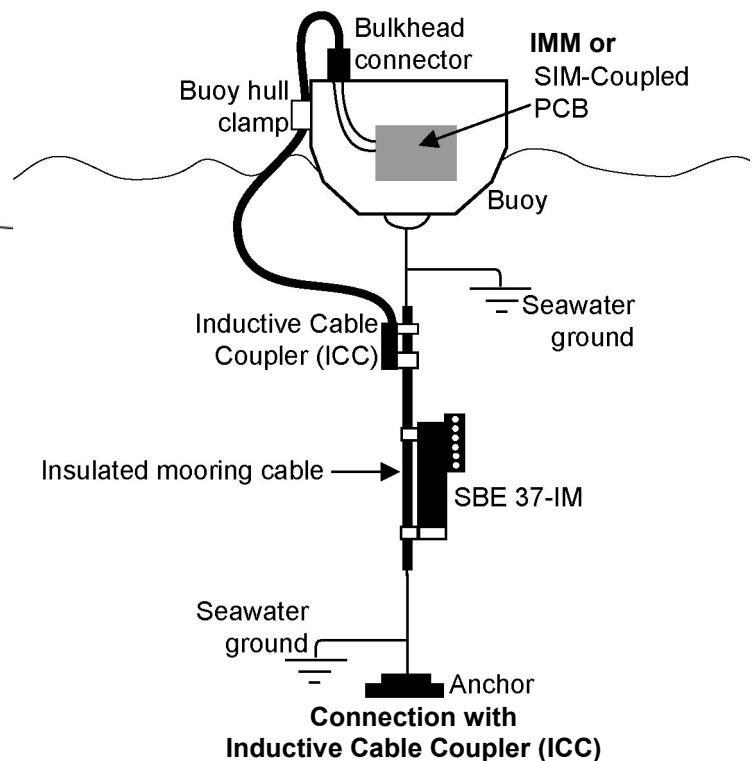 Bulkhead
connector
IMM or
SIM-Coupled
PCB
Buoy hull
clamp
Buoy
Seawater
ground
Inductive Cable
Coupler (ICC)
Insulated mooring cable
SBE 37-IM
Seawater
ground
Anchor
Connection with
Inductive Cable Coupler (ICC)